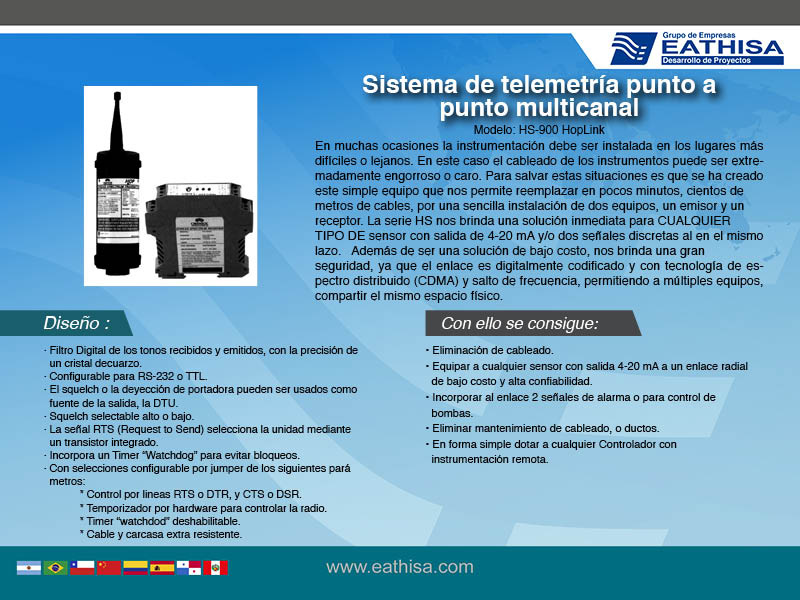 Grupo de Empresas
EATHISA
Desarrollo de Proyectos
Sistema de telemetría punto a
punto multicanal
Modelo: HS-900 HopLink
En muchas ocasiones la instrumentación debe ser instalada en los lugares más
difíciles o lejanos. En este caso el cableado de los instrumentos puede ser extre-
madamente engorroso o caro. Para salvar estas situaciones es que se ha creado
este simple equipo que nos permite reemplazar en pocos minutos, cientos de
metros de cables, por una sencilla instalación de dos equipos, un emisor y un
receptor. La serie HS nos brinda una solución inmediata para CUALQUIER
TIPO DE sensor con salida de 4-20 mA y/o dos señales discretas al en el mismo
lazo. Además de ser una solución de bajo costo, nos brinda una gran
seguridad, ya que el enlace es digitalmente codificado y con tecnología de es-
pectro distribuido (CDMA) y salto de frecuencia, permitiendo a múltiples equipos,
compartir el mismo espacio físico.
Diseño :
· Filtro Digital de los tonos recibidos y emitidos, con la precisión de
un cristal decuarzo.
· Configurable para RS-232 o TTL.
· El squelch o la deyección de portadora pueden ser usados como
fuente de la salida, la DTU.
· Squelch selectable alto o bajo.
· La señal RTS (Request to Send) selecciona la unidad mediante
un transistor integrado.
· Incorpora un Timer “Watchdog” para evitar bloqueos.
· Con selecciones configurable por jumper de los siguientes pará
metros:
* Control por lineas RTS o DTR, y CTS o DSR.
* Temporizador por hardware para controlar la radio.
* Timer “watchdod” deshabilitable.
* Cable y carcasa extra resistente.
Con ello se consigue:
· Eliminación de cableado.
· Equipar a cualquier sensor con salida 4-20 mA a un enlace radial
de bajo costo y alta confiabilidad.
· Incorporar al enlace 2 señales de alarma o para control de
bombas.
· Eliminar mantenimiento de cableado, o ductos.
· En forma simple dotar a cualquier Controlador con
instrumentación remota.
www.eathisa.com